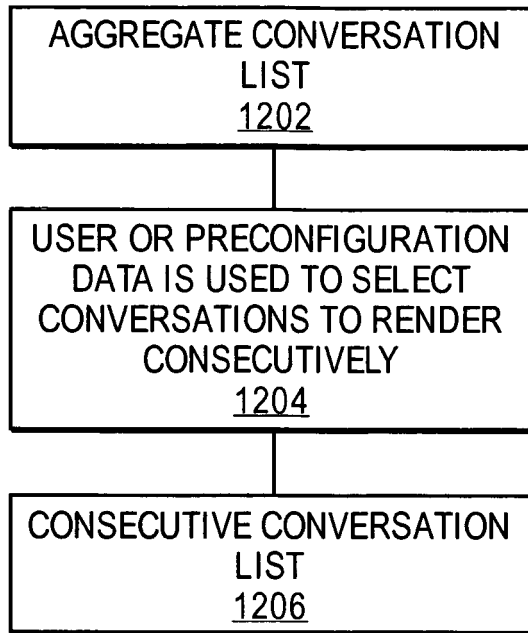 AGGREGATE CONVERSATION
LIST
1202
USER OR PRECONFIGURATION
DATA IS USED TO SELECT
CONVERSATIONS TO RENDER
CONSECUTIVELY
1204
CONSECUTIVE CONVERSATION
LIST
1206